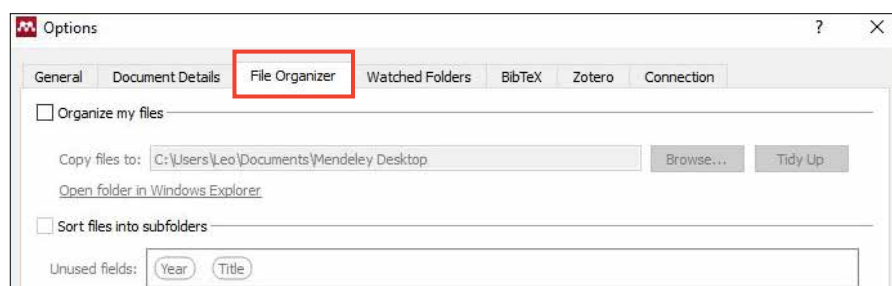 Options ?
General Document Details File Organizer Watched Folders BibTeX Zotero Connection
Organize my files
Copy files to: C:\Users\Leo\Documents\Mendeley Desktop Browse... Tidy Up
Open folder in Windows Explorer
Sort files into subfolders
Unused fields: Year Title